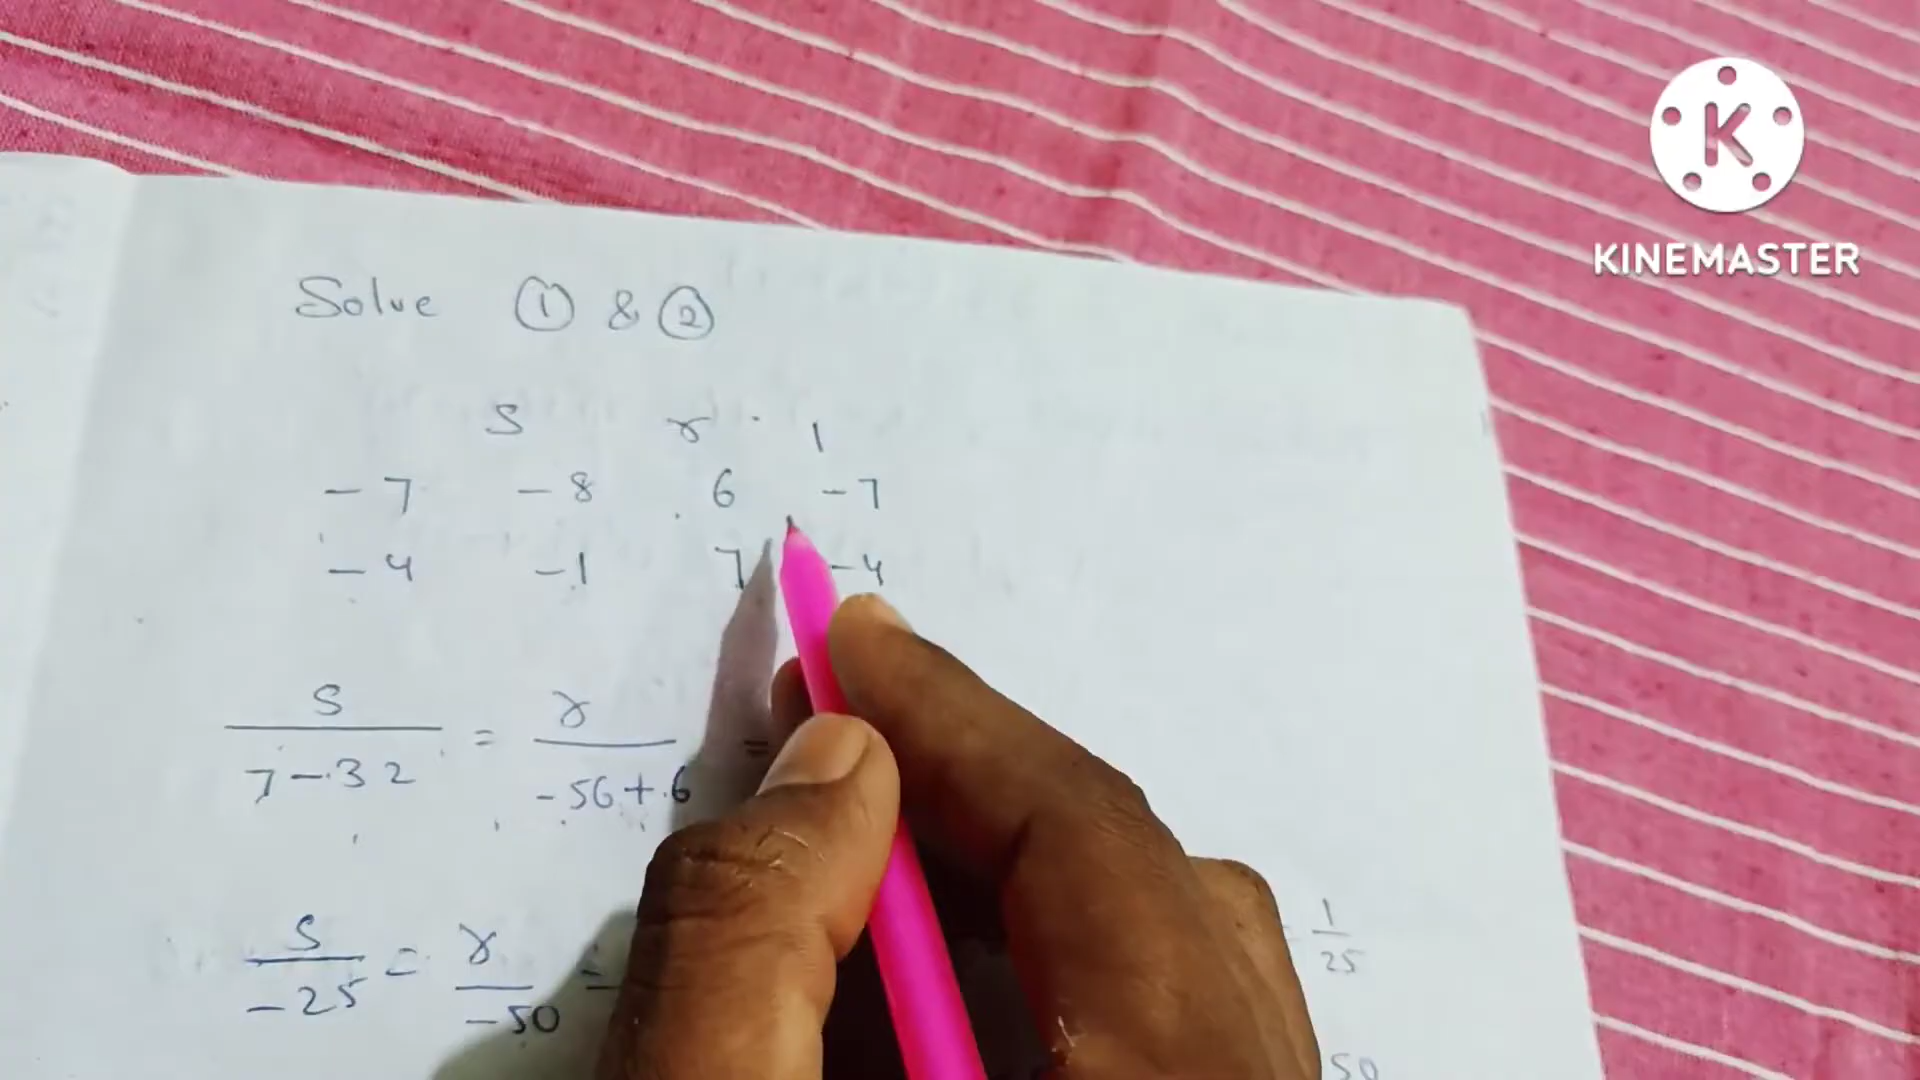 Solve ① & ②
s r 1
-7 -8 6 -7
-4 -1 7 -4
s/(7-32) = r/(-56+6) =
s/-25 = r/-50 =
= 1/25
50
KINEMASTER